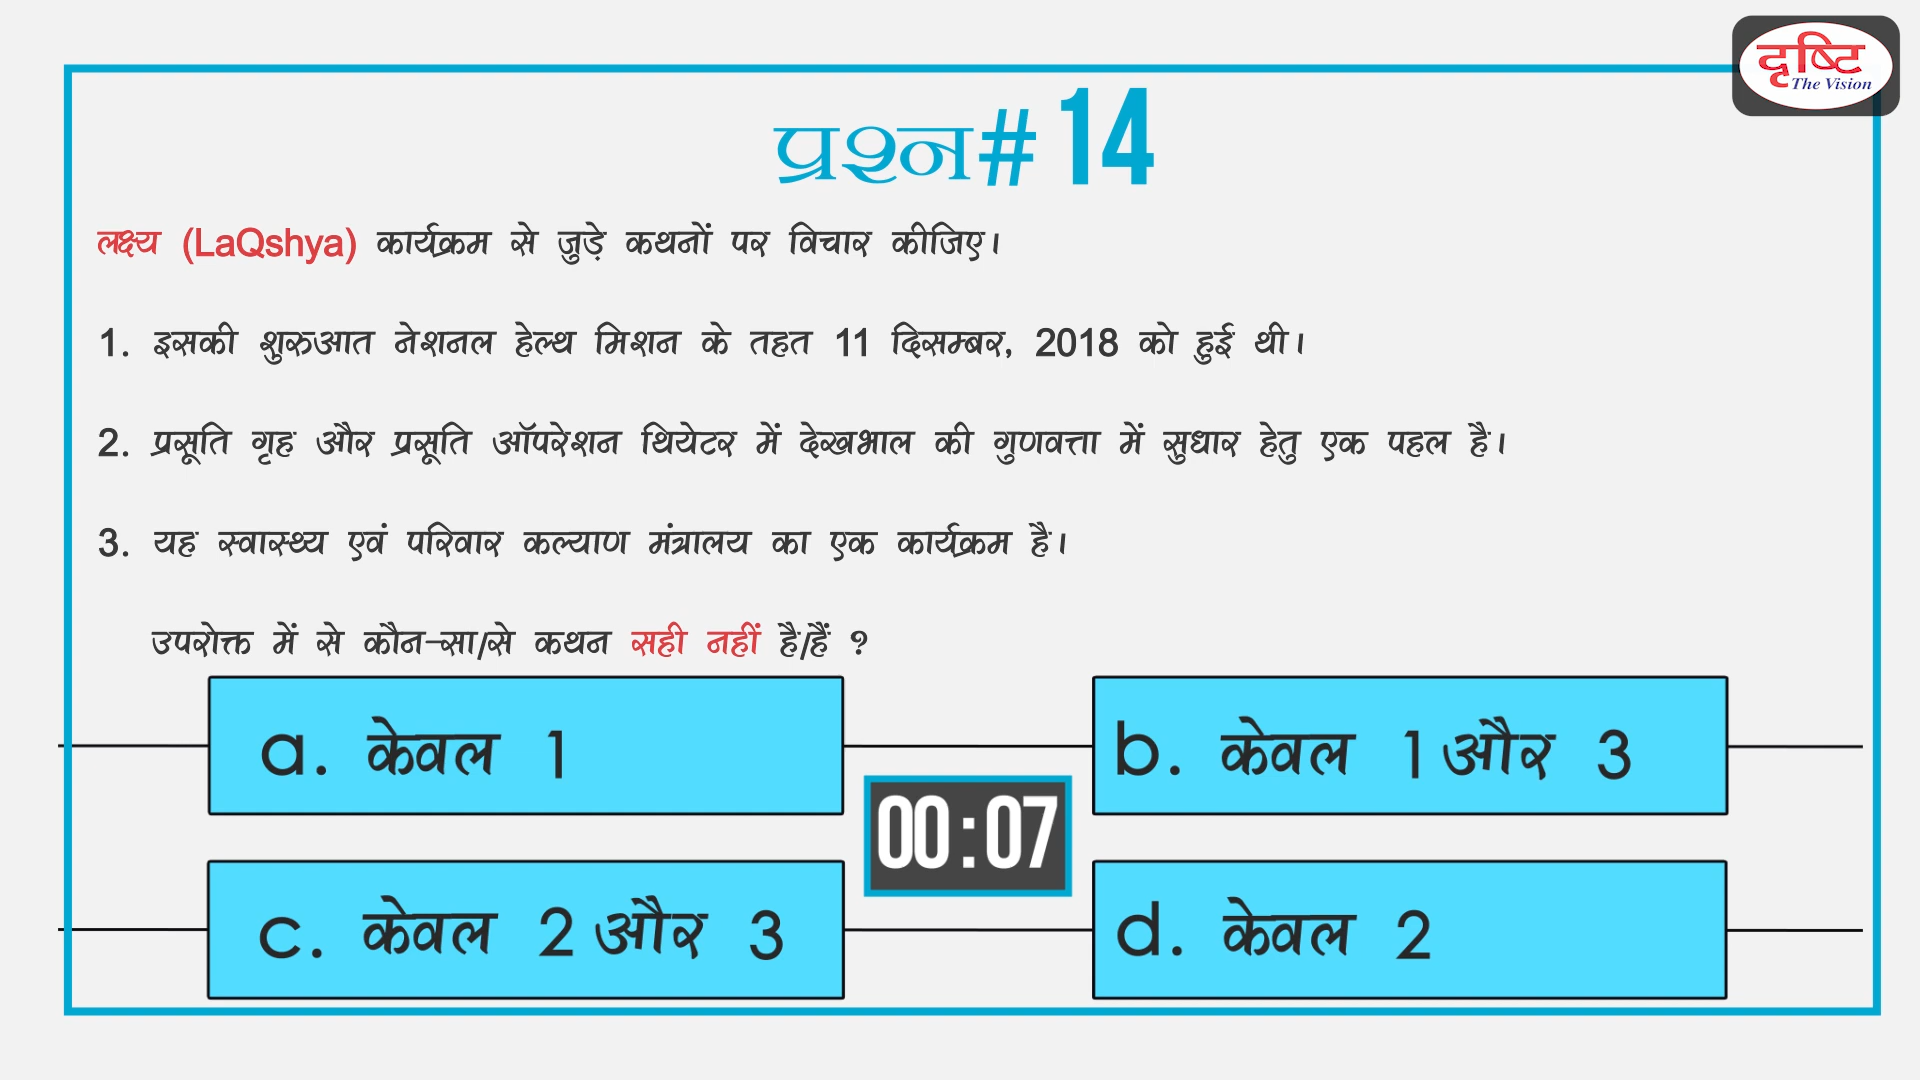 दृष्टि
The Vision
प्रश्न# 14
लक्ष्य (LaQshya) कार्यक्रम से जुड़े कथनों पर विचार कीजिए।
1. इसकी शुरुआत नेशनल हेल्थ मिशन के तहत 11 दिसम्बर, 2018 को हुई थी।
2. प्रसूति गृह और प्रसूति ऑपरेशन थियेटर में देखभाल की गुणवत्ता में सुधार हेतु एक पहल है।
3. यह स्वास्थ्य एवं परिवार कल्याण मंत्रालय का एक कार्यक्रम है।
उपरोक्त में से कौन-सा/से कथन सही नहीं है/हैं ?
a. केवल 1
b. केवल 1 और 3
00:07
c. केवल 2 और 3
d. केवल 2